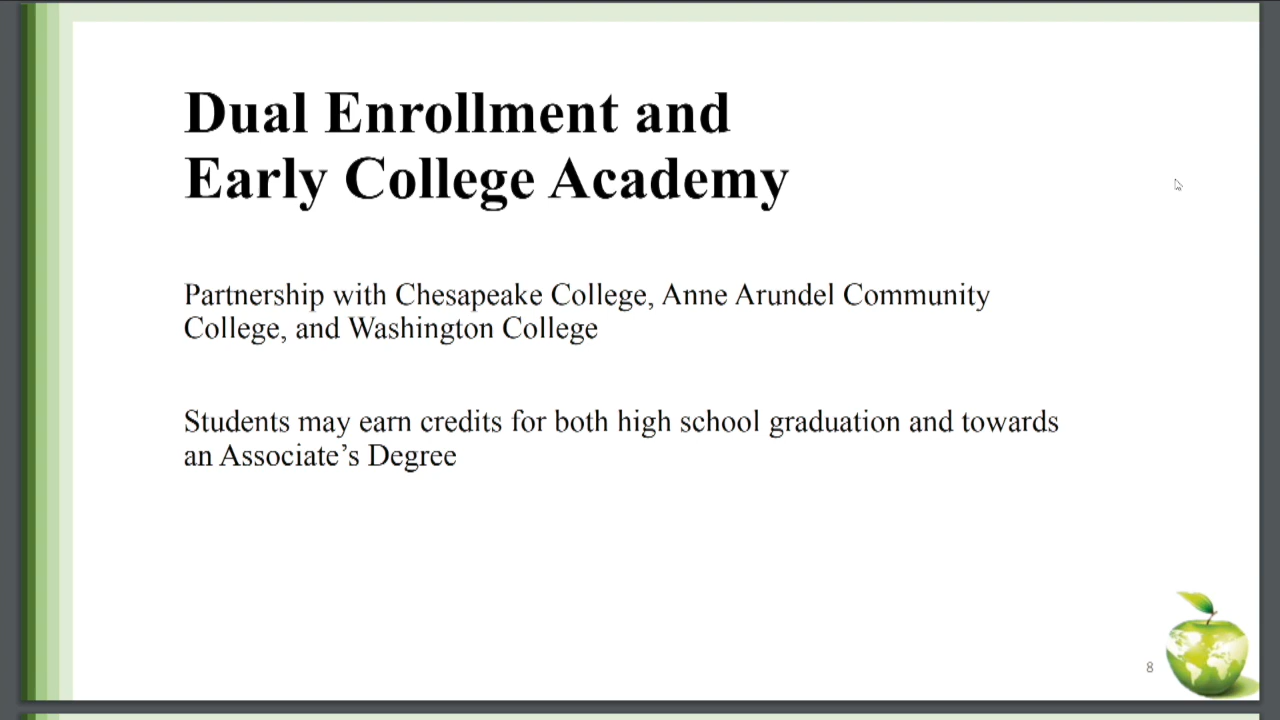 Dual Enrollment and
Early College Academy
Partnership with Chesapeake College, Anne Arundel Community
College, and Washington College
Students may earn credits for both high school graduation and towards
an Associate’s Degree
8